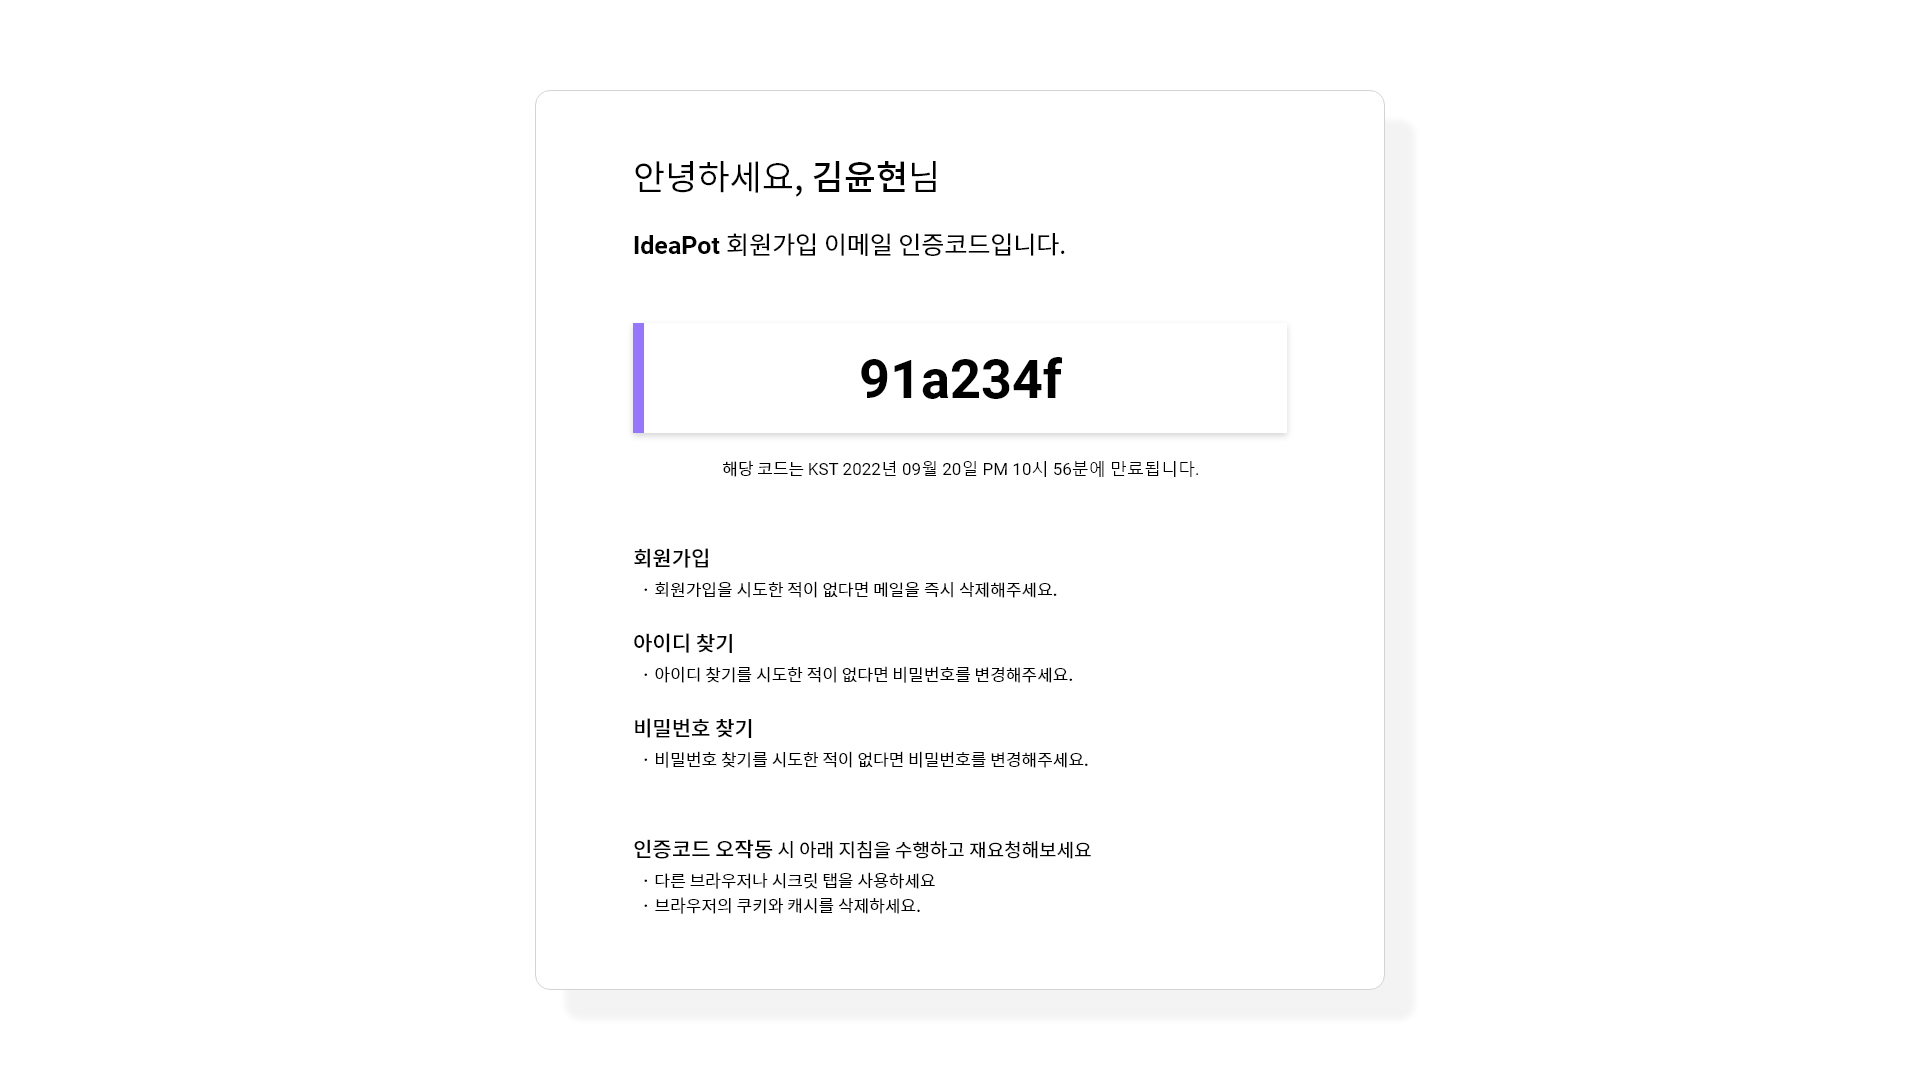 안녕하세요, 김윤현님
IdeaPot 회원가입 이메일 인증코드입니다.
91a234f
해당 코드는 KST 2022년 09월 20일 PM 10시 56분에 만료됩니다.
회원가입
· 회원가입을 시도한 적이 없다면 메일을 즉시 삭제해주세요.
아이디 찾기
· 아이디 찾기를 시도한 적이 없다면 비밀번호를 변경해주세요.
비밀번호 찾기
· 비밀번호 찾기를 시도한 적이 없다면 비밀번호를 변경해주세요.
인증코드 오작동 시 아래 지침을 수행하고 재요청해보세요
· 다른 브라우저나 시크릿 탭을 사용하세요
· 브라우저의 쿠키와 캐시를 삭제하세요.